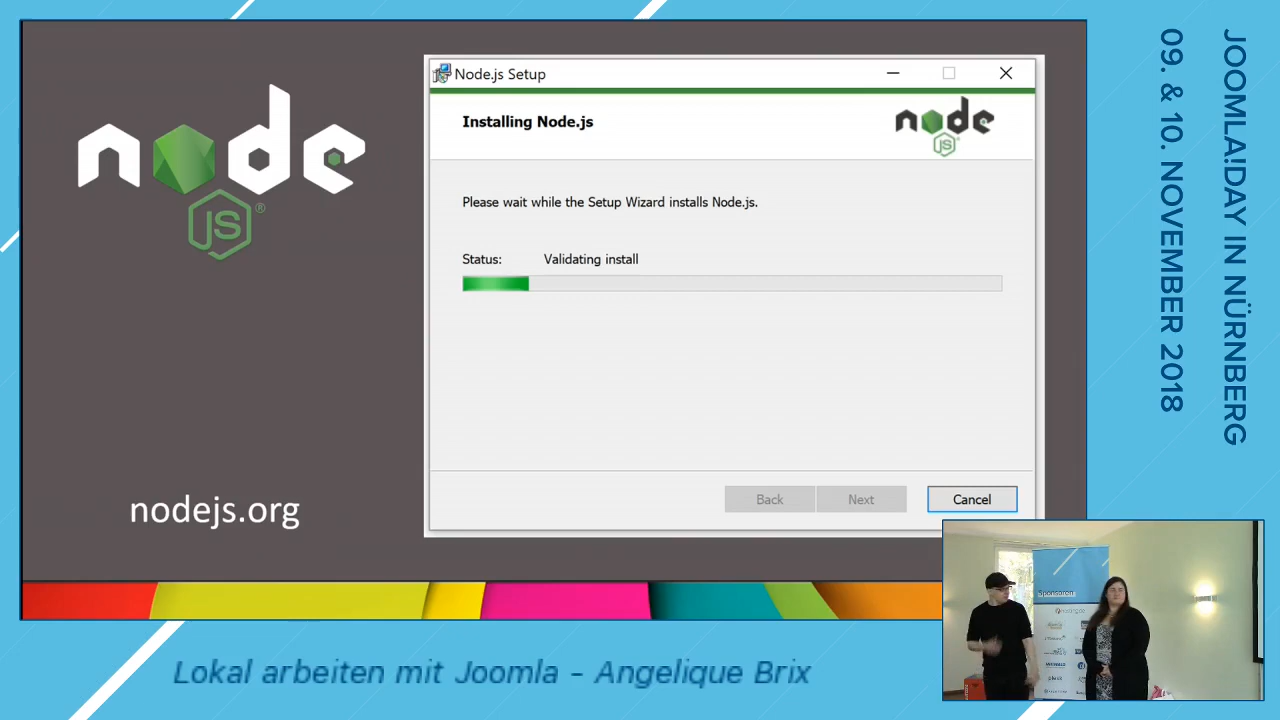 node
JS®
nodejs.org
Node.js Setup
Installing Node.js
node
JS
Please wait while the Setup Wizard installs Node.js.
Status: Validating install
Back Next Cancel
JOOMLA!DAY IN NÜRNBERG
09. & 10. NOVEMBER 2018
Sponsoren
Lokal arbeiten mit Joomla - Angelique Brix